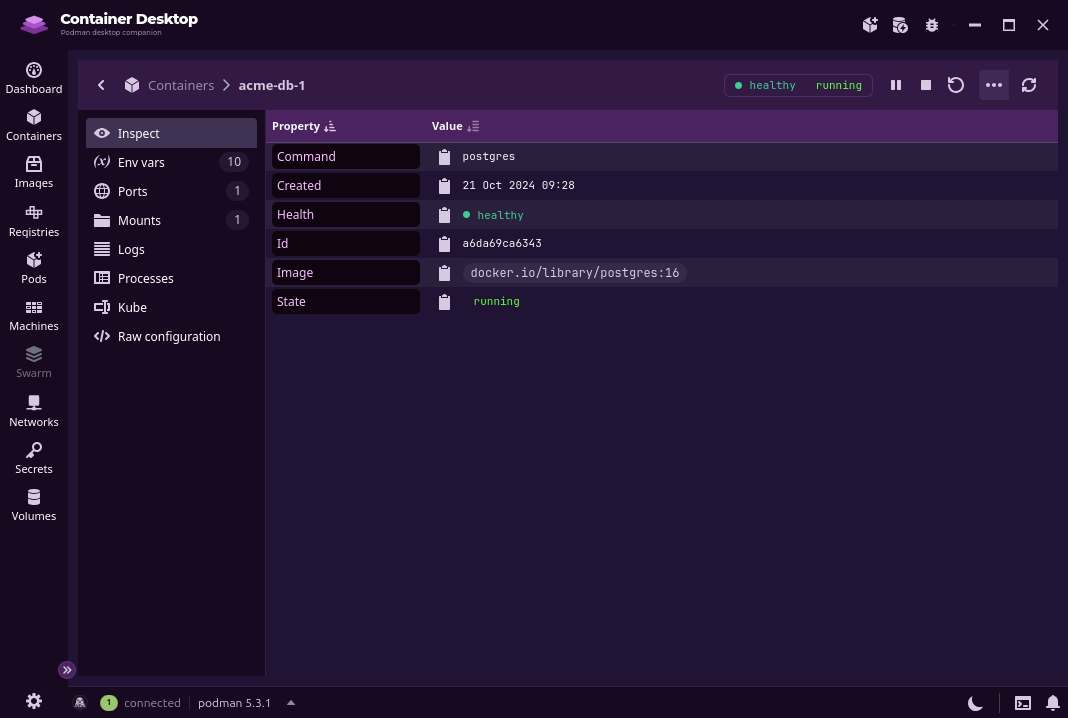 Container Desktop
Podman desktop companion
Dashboard
Containers
Images
Registries
Pods
Machines
Swarm
Networks
Secrets
Volumes
Containers acme-db-1
healthy running
Inspect
(x) Env vars 10
Ports 1
Mounts 1
Logs
Processes
Kube
Raw configuration
Property Value
Command postgres
Created 21 Oct 2024 09:28
Health healthy
Id a6da69ca6343
Image docker.io/library/postgres:16
State running
1 connected podman 5.3.1